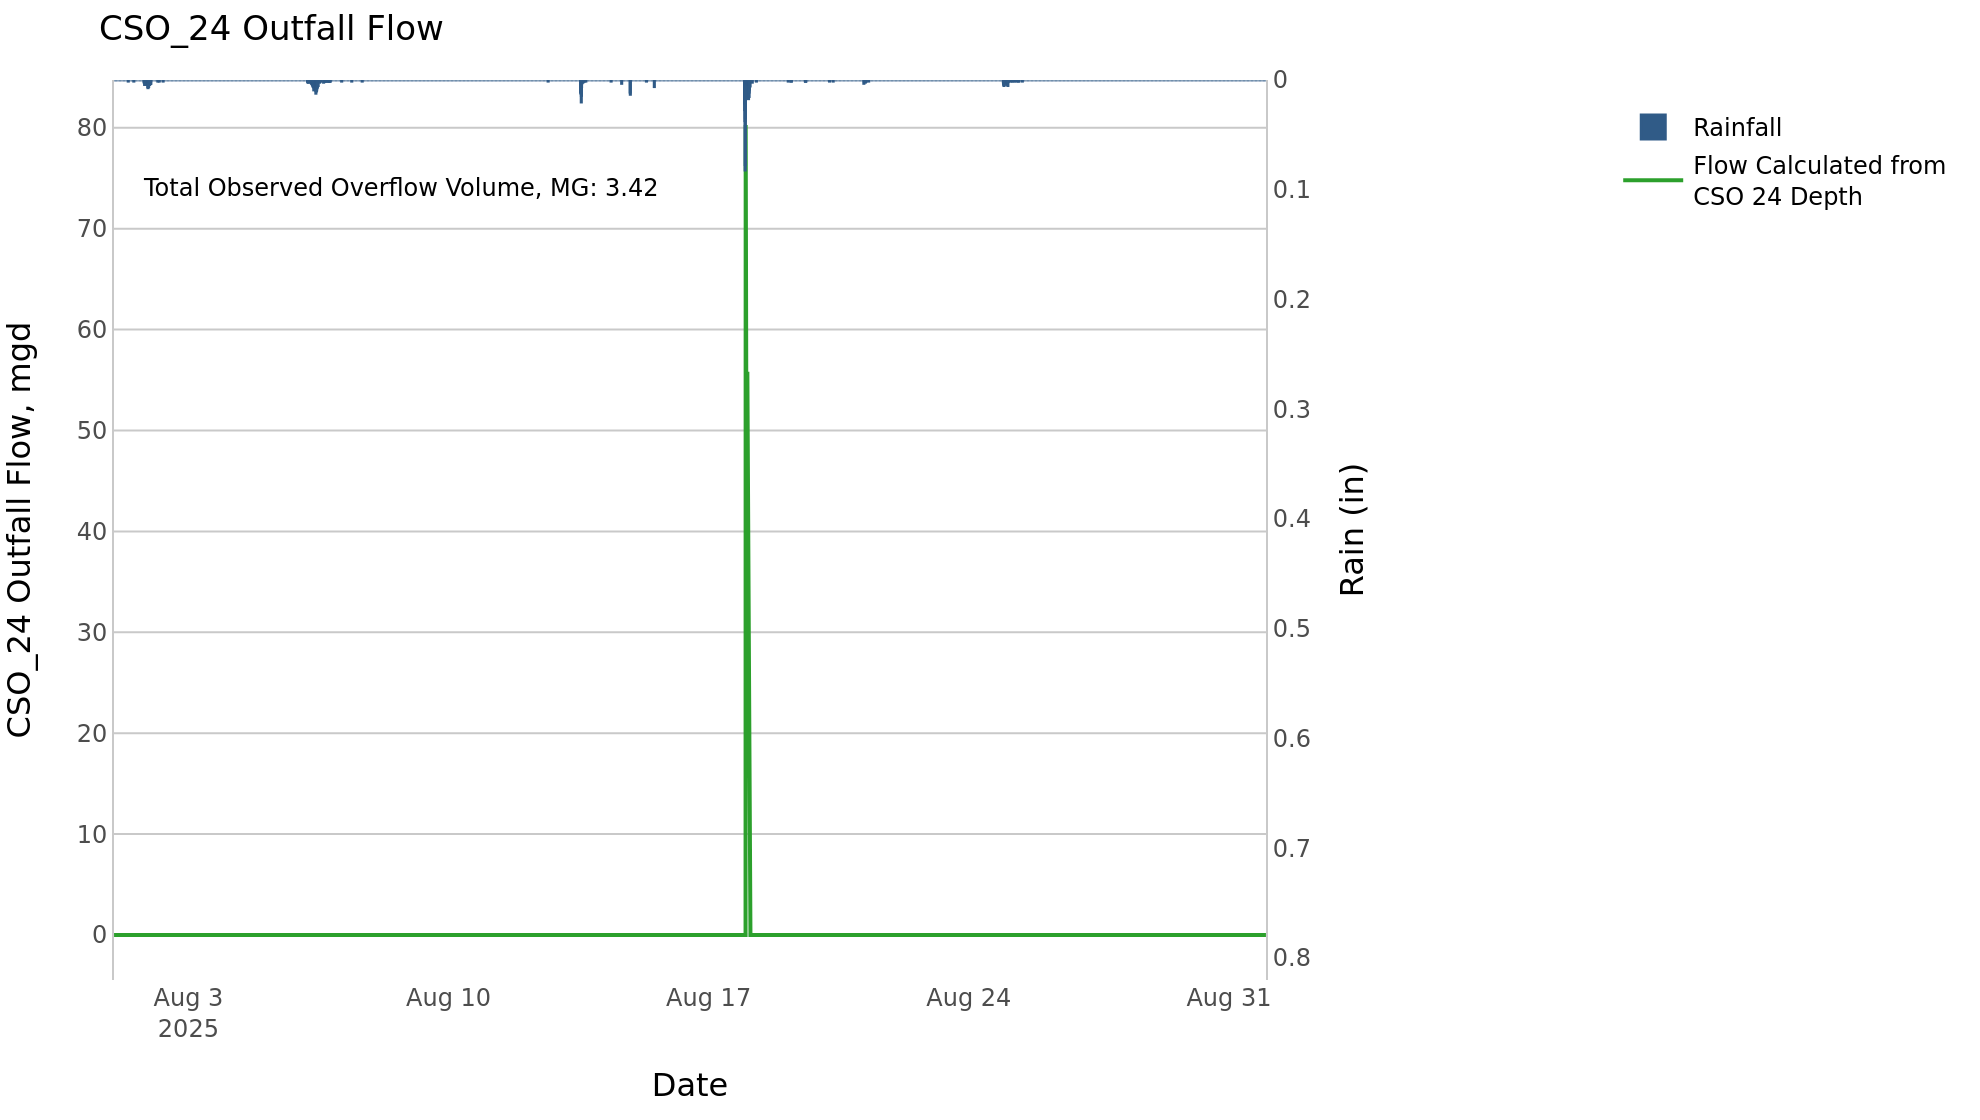 CSO_24 Outfall Flow
CSO_24 Outfall Flow, mgd
80
70
60
50
40
30
20
10
0
Total Observed Overflow Volume, MG: 3.42
0
0.1
0.2
0.3
0.4
0.5
0.6
0.7
0.8
Rain (in)
Aug 3
2025
Aug 10
Aug 17
Aug 24
Aug 31
Date
Rainfall
Flow Calculated from
CSO 24 Depth